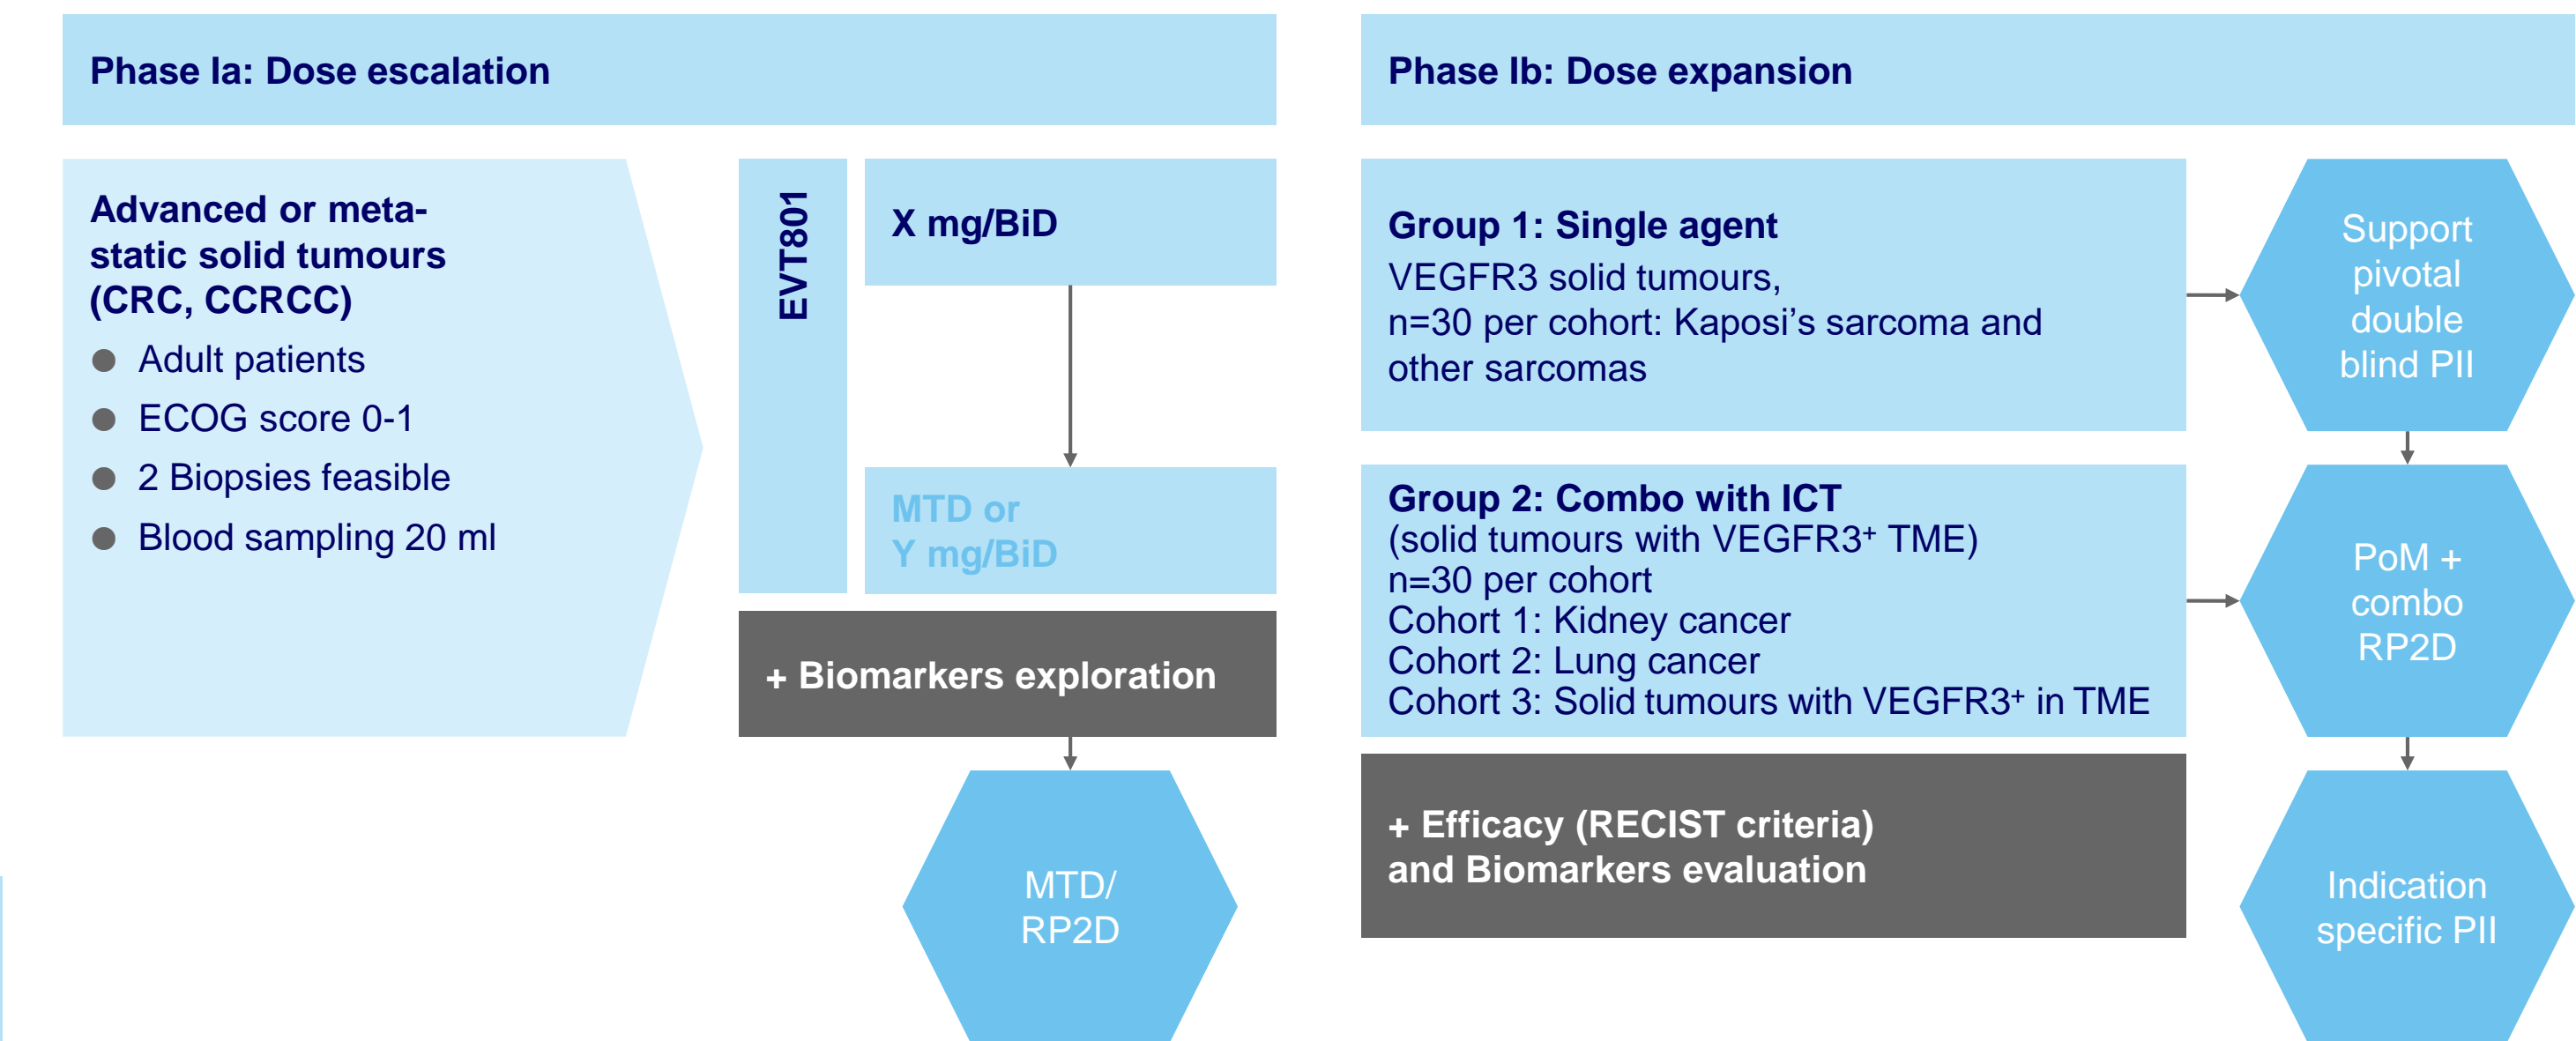 Phase Ia: Dose escalation
Advanced or meta-
static solid tumours
(CRC, CCRCC)
● Adult patients
● ECOG score 0-1
● 2 Biopsies feasible
● Blood sampling 20 ml
EVT801
X mg/BiD
MTD or
Y mg/BiD
+ Biomarkers exploration
MTD/
RP2D
Phase Ib: Dose expansion
Group 1: Single agent
VEGFR3 solid tumours,
n=30 per cohort: Kaposi’s sarcoma and
other sarcomas
Support
pivotal
double
blind PII
Group 2: Combo with ICT
(solid tumours with VEGFR3⁺ TME)
n=30 per cohort
Cohort 1: Kidney cancer
Cohort 2: Lung cancer
Cohort 3: Solid tumours with VEGFR3⁺ in TME
PoM +
combo
RP2D
+ Efficacy (RECIST criteria)
and Biomarkers evaluation
Indication
specific PII